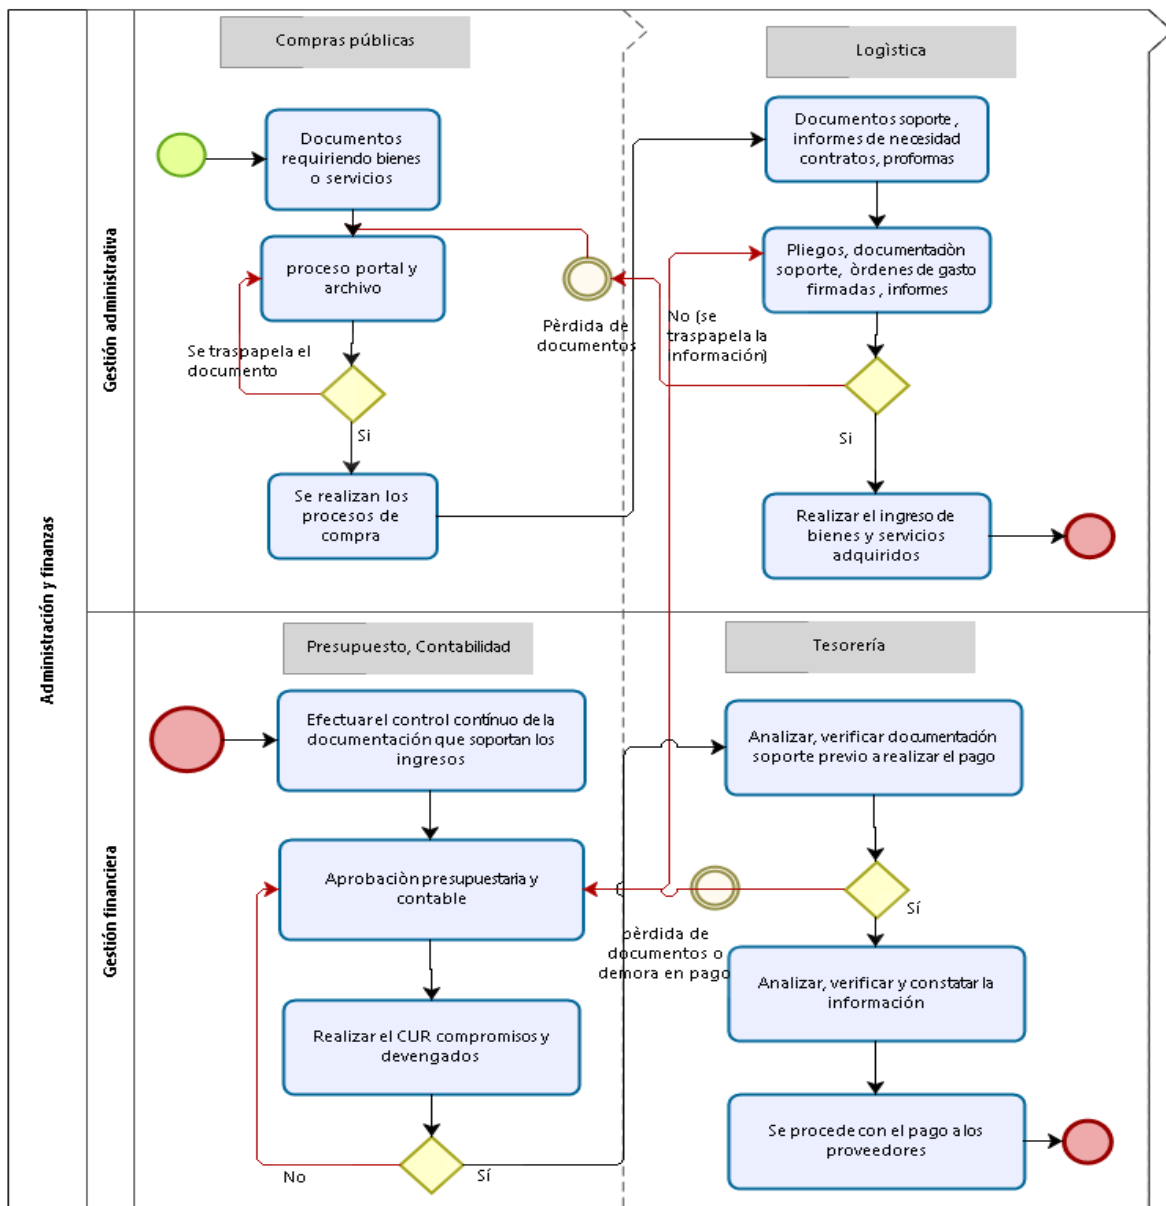 Administración y finanzas
Gestión administrativa
Compras públicas
Documentos
requiriendo bienes
o servicios
proceso portal y
archivo
Se traspapela el
documento
Si
Se realizan los
procesos de
compra
Pèrdida de
documentos
Logìstica
Documentos soporte ,
informes de necesidad
contratos, proformas
Pliegos, documentaciòn
soporte, òrdenes de gasto
firmadas , informes
No (se
traspapela la
información)
Si
Realizar el ingreso de
bienes y servicios
adquiridos
Gestión financiera
Presupuesto, Contabilidad
Efectuar el control contínuo de la
documentación que soportan los
ingresos
Aprobaciòn presupuestaria y
contable
Realizar el CUR compromisos y
devengados
No
Sí
Tesorería
Analizar, verificar documentación
soporte previo a realizar el pago
Sí
pèrdida de
documentos o
demora en pago
Analizar, verificar y constatar la
información
Se procede con el pago a los
proveedores